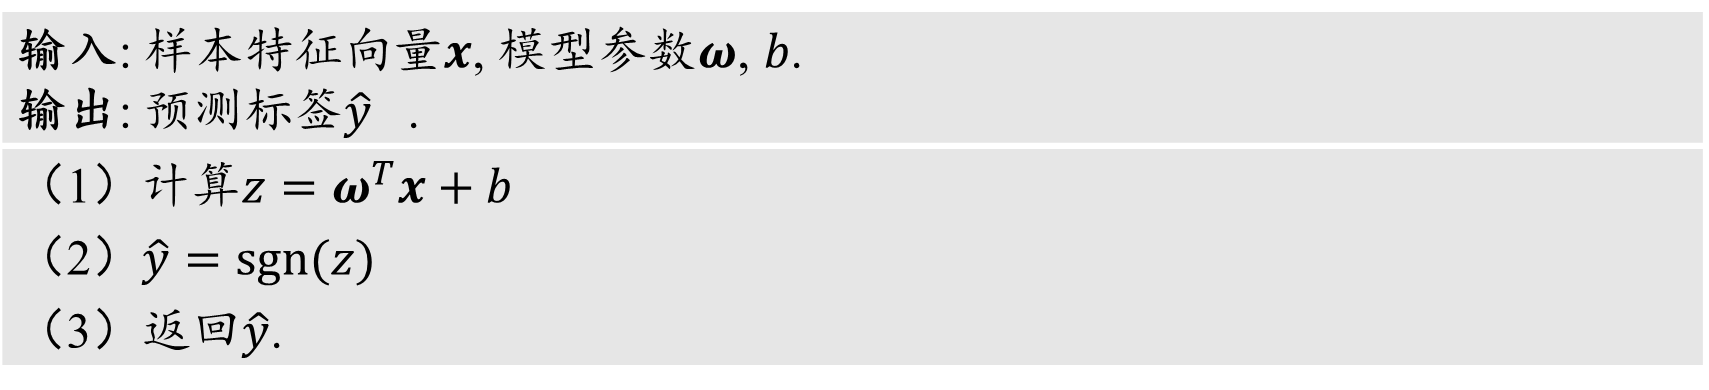 输入: 样本特征向量𝒙, 模型参数𝝎, b.
输出: 预测标签ŷ .
（1）计算z = 𝝎ᵀ𝒙 + b
（2）ŷ = sgn(z)
（3）返回ŷ.